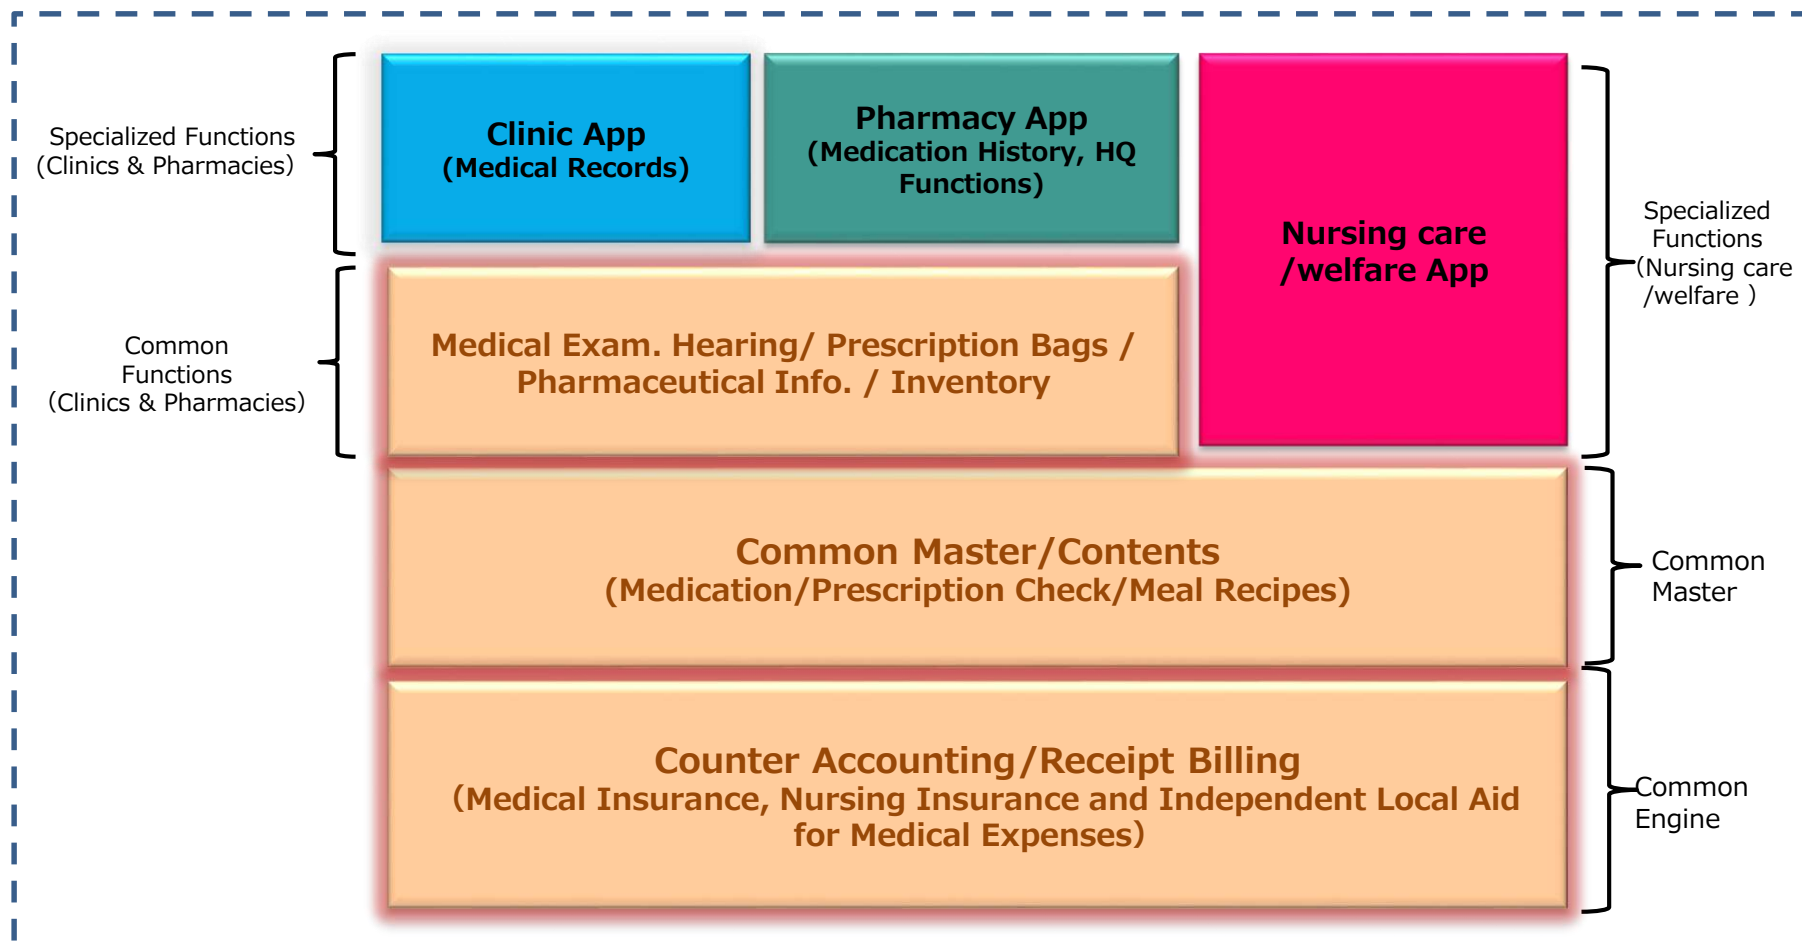 Specialized Functions
(Clinics & Pharmacies)
Clinic App
(Medical Records)
Pharmacy App
(Medication History, HQ
Functions)
Nursing care
/welfare App
Specialized
Functions
(Nursing care
/welfare )
Common
Functions
(Clinics & Pharmacies)
Medical Exam. Hearing/ Prescription Bags /
Pharmaceutical Info. / Inventory
Common Master/Contents
(Medication/Prescription Check/Meal Recipes)
Common
Master
Counter Accounting/Receipt Billing
(Medical Insurance, Nursing Insurance and Independent Local Aid
for Medical Expenses)
Common
Engine